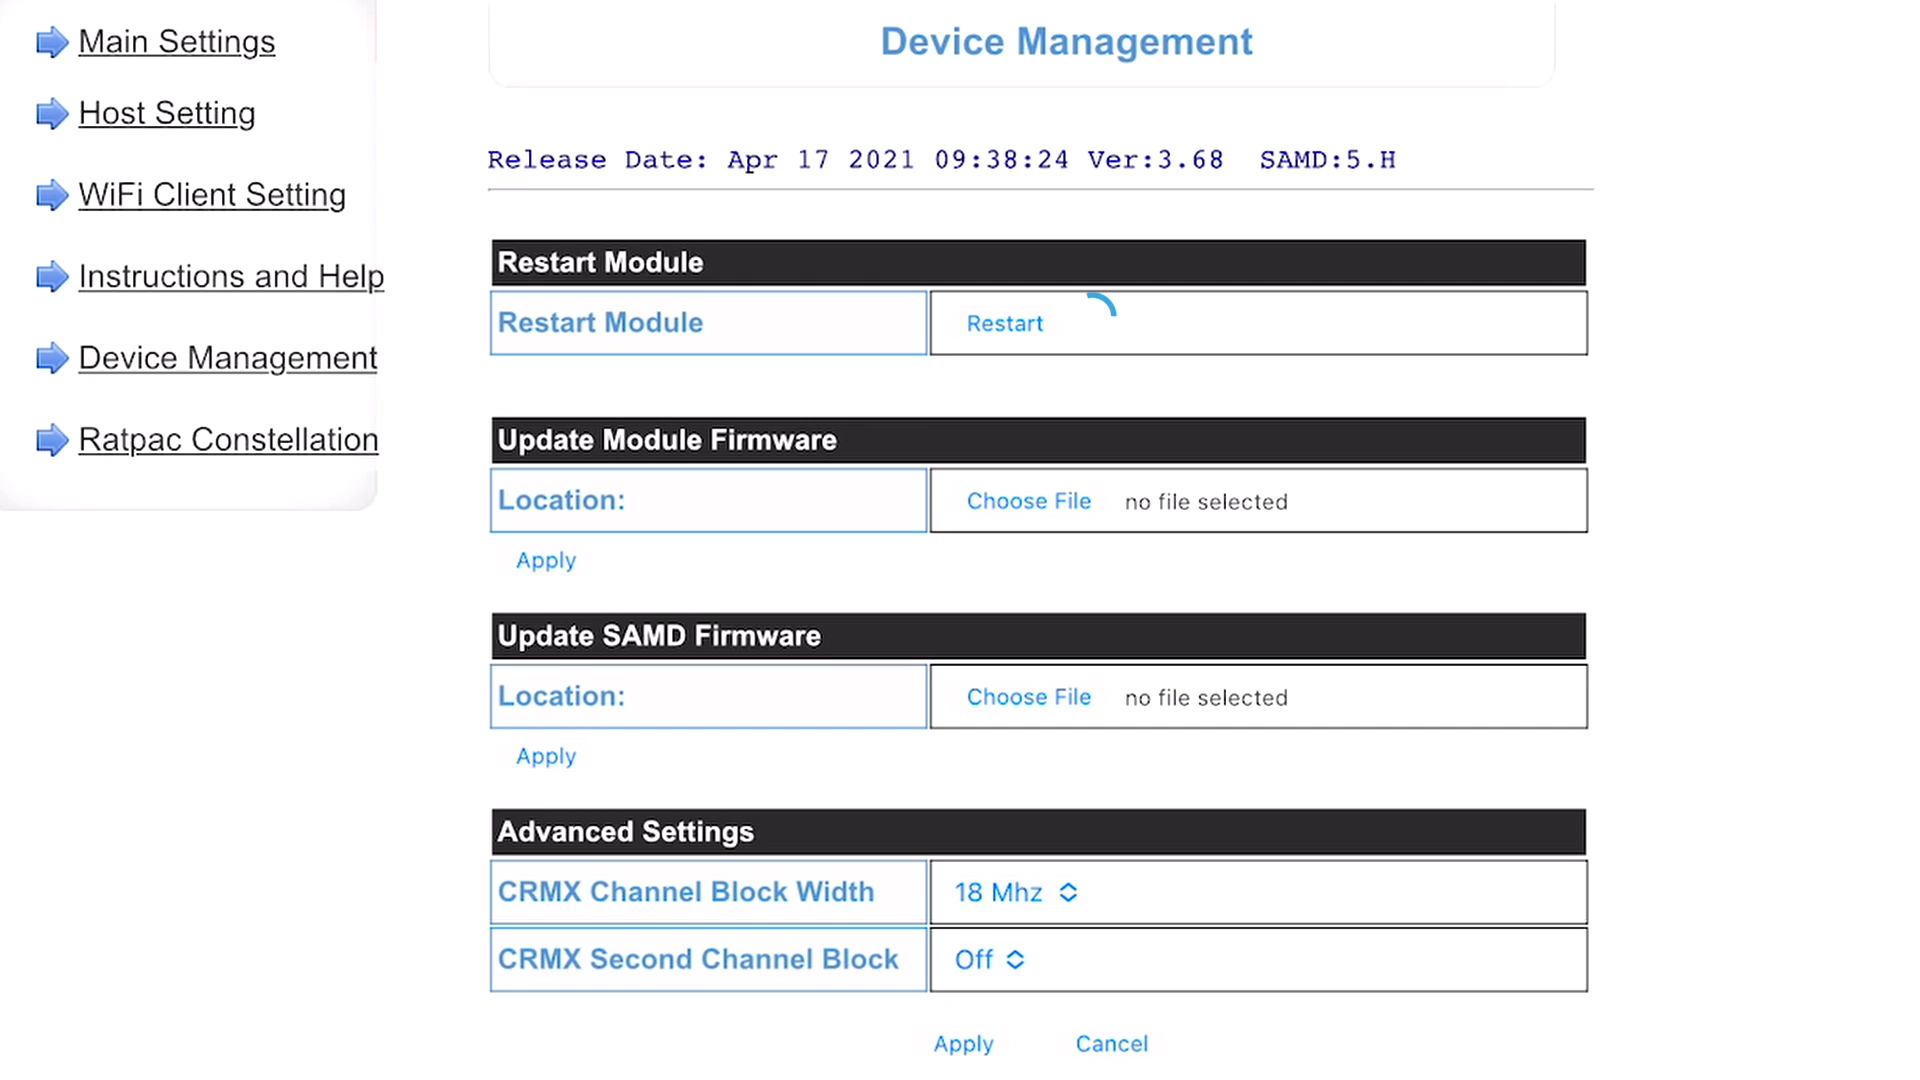 Main Settings
Host Setting
WiFi Client Setting
Instructions and Help
Device Management
Ratpac Constellation
Device Management
Release Date: Apr 17 2021 09:38:24 Ver:3.68  SAMD:5.H
Restart Module
Restart Module Restart
Update Module Firmware
Location: Choose File no file selected
Apply
Update SAMD Firmware
Location: Choose File no file selected
Apply
Advanced Settings
CRMX Channel Block Width 18 Mhz
CRMX Second Channel Block Off
Apply Cancel